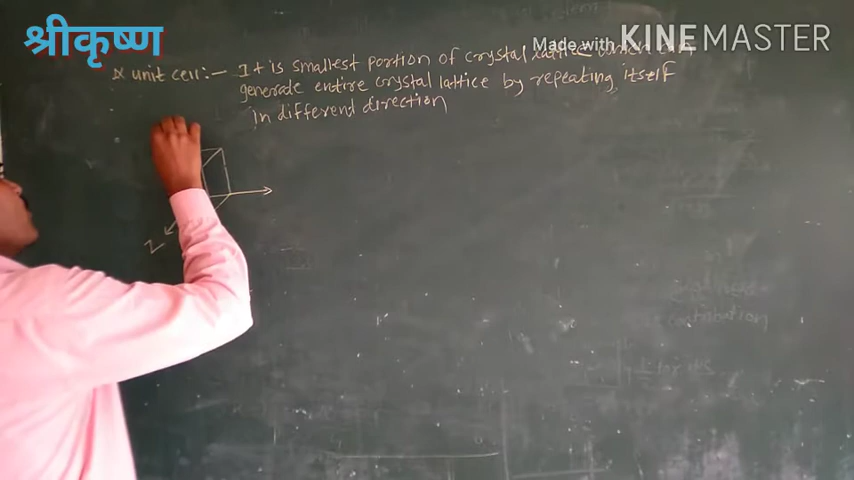 श्रीकृष्ण
Made with KINEMASTER
* unit cell:- It is smallest portion of crystal lattice which can
generate entire crystal lattice by repeating itself
in different direction
Z